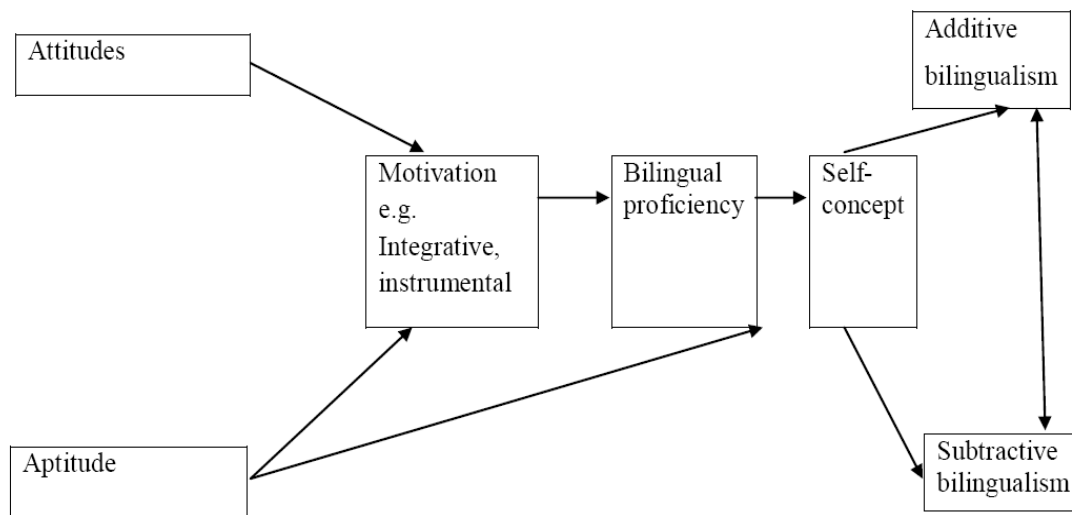 Attitudes
Additive
bilingualism
Motivation
e.g.
Integrative,
instrumental
Bilingual
proficiency
Self-
concept
Aptitude
Subtractive
bilingualism